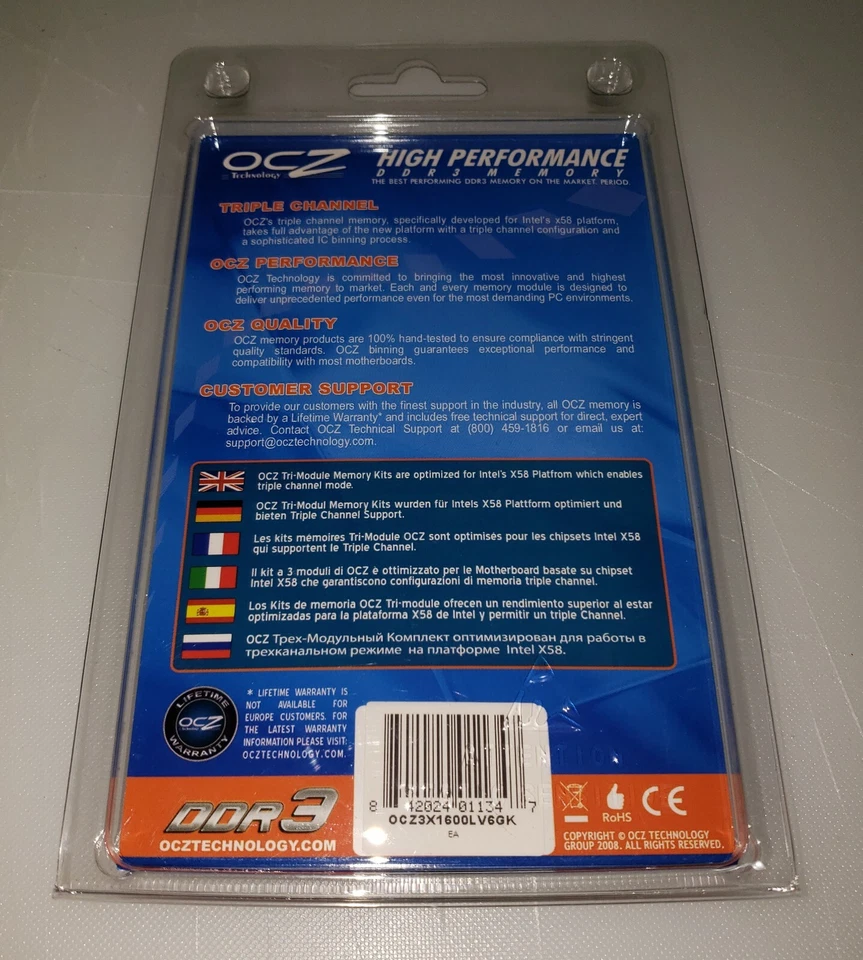 OCZ
Technology
HIGH PERFORMANCE
DDR3 MEMORY
THE BEST PERFORMING DDR3 MEMORY ON THE MARKET. PERIOD
TRIPLE CHANNEL
OCZ's triple channel memory, specifically developed for Intel's x58 platform,
takes full advantage of the new platform with a triple channel configuration and
a sophisticated IC binning process.
OCZ PERFORMANCE
OCZ Technology is committed to bringing the most innovative and highest
performing memory to market. Each and every memory module is designed to
deliver unprecedented performance even for the most demanding PC environments.
OCZ QUALITY
OCZ memory products are 100% hand-tested to ensure compliance with stringent
quality standards. OCZ binning guarantees exceptional performance and
compatibility with most motherboards.
CUSTOMER SUPPORT
To provide our customers with the finest support in the industry, all OCZ memory is
backed by a Lifetime Warranty* and includes free technical support for direct, expert
advice. Contact OCZ Technical Support at (800) 459-1816 or email us at:
support@ocztechnology.com.
OCZ Tri-Module Memory Kits are optimized for Intel's X58 Platfrom which enables
triple channel mode.
OCZ Tri-Modul Memory Kits wurden für Intels X58 Plattform optimiert und
bieten Triple Channel Support.
Les kits mémoires Tri-Module OCZ sont optimisés pour les chipsets Intel X58
qui supportent le Triple Channel.
Il kit a 3 moduli di OCZ è ottimizzato per le Motherboard basate su chipset
Intel X58 che garantiscono configurazioni di memoria triple channel.
Los Kits de memoria OCZ Tri-module ofrecen un rendimiento superior al estar
optimizadas para la plataforma X58 de Intel y permitir un triple Channel.
OCZ Трех-Модульный Комплект оптимизирован для работы в
трехканальном режиме на платформе Intel X58.
LIFETIME
OCZ
WARRANTY
* LIFETIME WARRANTY IS
NOT AVAILABLE FOR
EUROPE CUSTOMERS. FOR
THE LATEST WARRANTY
INFORMATION PLEASE VISIT:
OCZTECHNOLOGY.COM.
DDR3
OCZTECHNOLOGY.COM
8 42024 01134 7
OCZ3X1600LV6GK
EA
RoHS
CE
COPYRIGHT © OCZ TECHNOLOGY
GROUP 2008. ALL RIGHTS RESERVED.